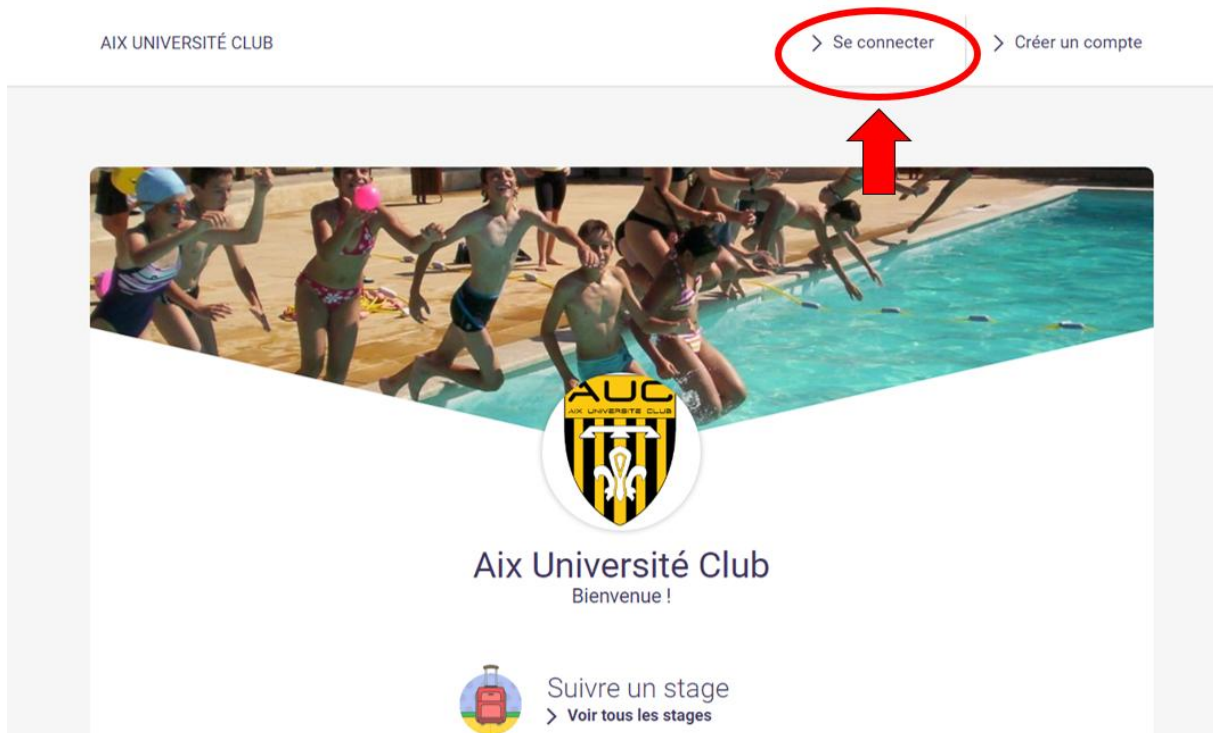 AIX UNIVERSITÉ CLUB
Se connecter
Créer un compte
AUC
AIX UNIVERSITE CLUB
Aix Université Club
Bienvenue !
Suivre un stage
Voir tous les stages